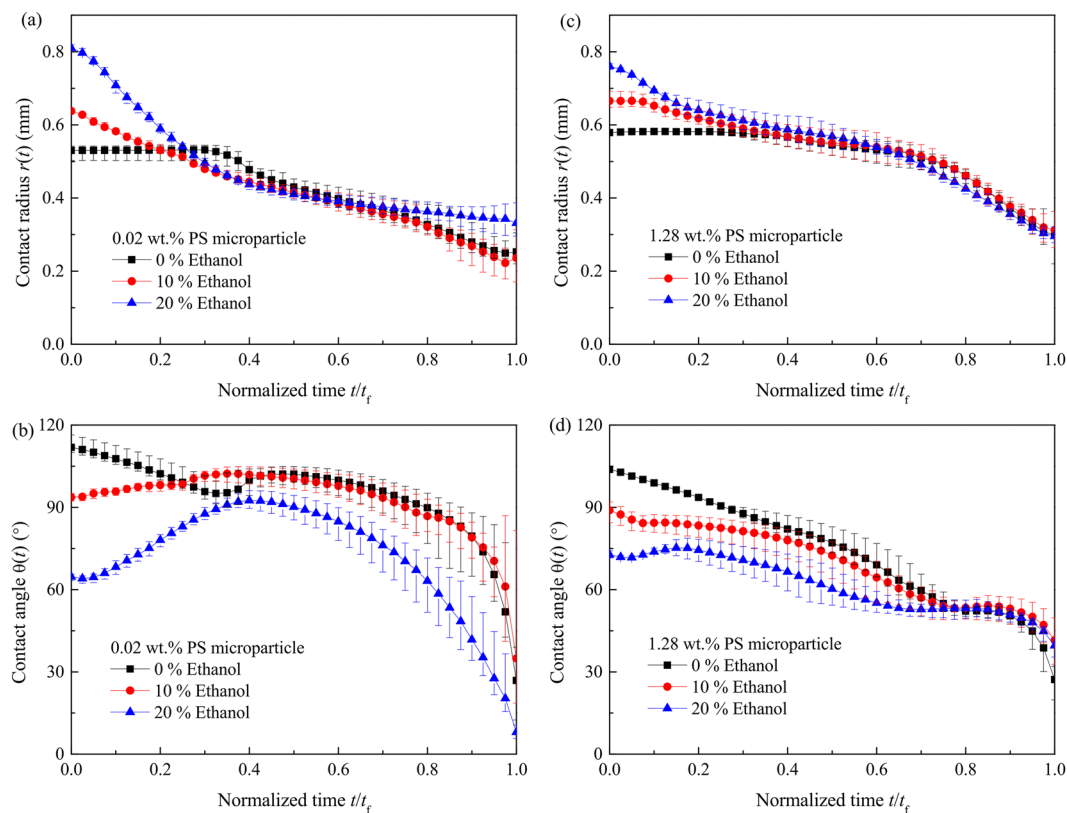 (a)
Contact radius r(t) (mm)
0.8
0.6
0.4
0.2
0.0
0.02 wt.% PS microparticle
0 % Ethanol
10 % Ethanol
20 % Ethanol
0.0 0.2 0.4 0.6 0.8 1.0
Normalized time t/tf
(c)
Contact radius r(t) (mm)
0.8
0.6
0.4
0.2
0.0
1.28 wt.% PS microparticle
0 % Ethanol
10 % Ethanol
20 % Ethanol
0.0 0.2 0.4 0.6 0.8 1.0
Normalized time t/tf
(b)
Contact angle θ(t) (°)
120
90
60
30
0
0.02 wt.% PS microparticle
0 % Ethanol
10 % Ethanol
20 % Ethanol
0.0 0.2 0.4 0.6 0.8 1.0
Normalized time t/tf
(d)
Contact angle θ(t) (°)
120
90
60
30
0
1.28 wt.% PS microparticle
0 % Ethanol
10 % Ethanol
20 % Ethanol
0.0 0.2 0.4 0.6 0.8 1.0
Normalized time t/tf